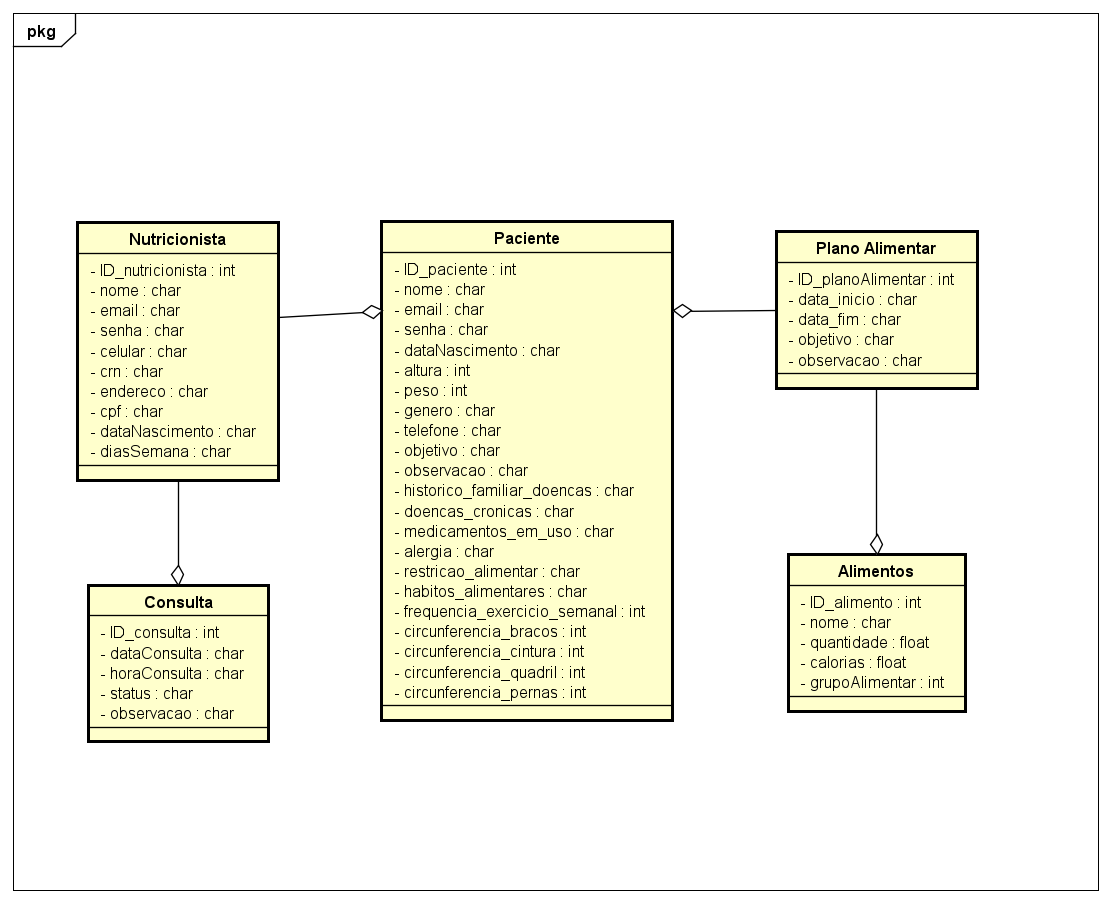 pkg
Nutricionista
- ID_nutricionista : int
- nome : char
- email : char
- senha : char
- celular : char
- crn : char
- endereco : char
- cpf : char
- dataNascimento : char
- diasSemana : char
Paciente
- ID_paciente : int
- nome : char
- email : char
- senha : char
- dataNascimento : char
- altura : int
- peso : int
- genero : char
- telefone : char
- objetivo : char
- observacao : char
- historico_familiar_doencas : char
- doencas_cronicas : char
- medicamentos_em_uso : char
- alergia : char
- restricao_alimentar : char
- habitos_alimentares : char
- frequencia_exercicio_semanal : int
- circunferencia_bracos : int
- circunferencia_cintura : int
- circunferencia_quadril : int
- circunferencia_pernas : int
Plano Alimentar
- ID_planoAlimentar : int
- data_inicio : char
- data_fim : char
- objetivo : char
- observacao : char
Consulta
- ID_consulta : int
- dataConsulta : char
- horaConsulta : char
- status : char
- observacao : char
Alimentos
- ID_alimento : int
- nome : char
- quantidade : float
- calorias : float
- grupoAlimentar : int